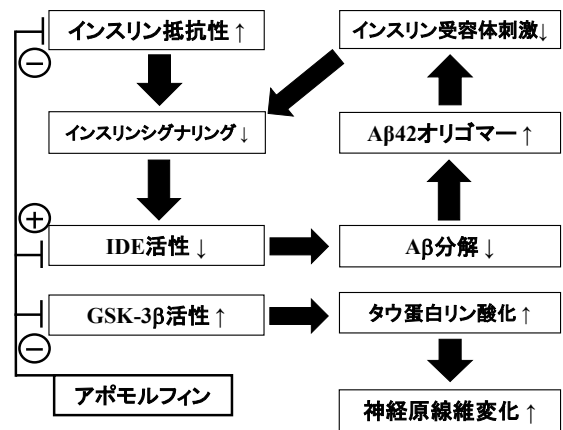 インスリン抵抗性↑
インスリン受容体刺激↓
−
インスリンシグナリング↓
Aβ42オリゴマー↑
+
IDE活性↓
Aβ分解↓
GSK-3β活性↑
タウ蛋白リン酸化↑
−
アポモルフィン
神経原線維変化↑